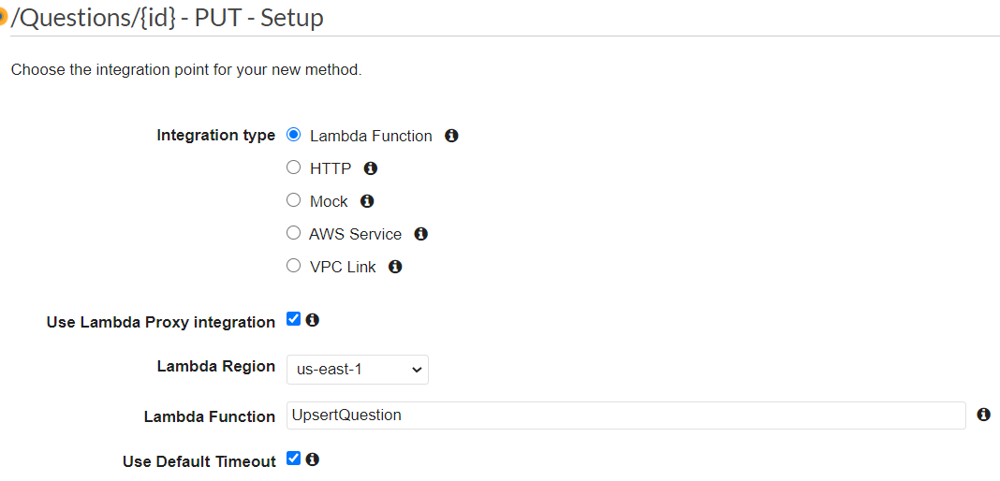 /Questions/{id} - PUT - Setup
Choose the integration point for your new method.
Integration type Lambda Function
HTTP
Mock
AWS Service
VPC Link
Use Lambda Proxy integration
Lambda Region us-east-1
Lambda Function UpsertQuestion
Use Default Timeout